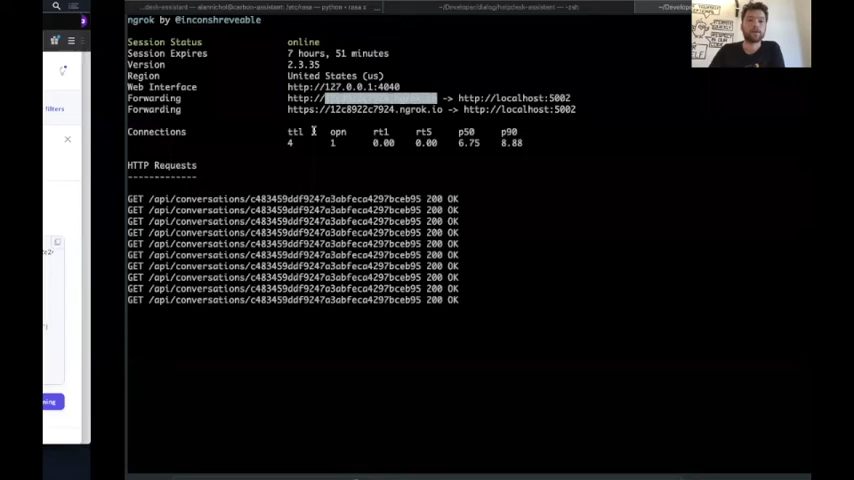 ngrok by @inconshreveable
Session Status online
Session Expires 7 hours, 51 minutes
Version 2.3.35
Region United States (us)
Web Interface http://127.0.0.1:4040
Forwarding http://12c8922c7924.ngrok.io -> http://localhost:5002
Forwarding https://12c8922c7924.ngrok.io -> http://localhost:5002
Connections ttl opn rt1 rt5 p50 p90
4 1 0.00 0.00 6.75 8.88
HTTP Requests
-------------
GET /api/conversations/c483459ddf9247a3abfeca4297bceb95 200 OK
GET /api/conversations/c483459ddf9247a3abfeca4297bceb95 200 OK
GET /api/conversations/c483459ddf9247a3abfeca4297bceb95 200 OK
GET /api/conversations/c483459ddf9247a3abfeca4297bceb95 200 OK
GET /api/conversations/c483459ddf9247a3abfeca4297bceb95 200 OK
GET /api/conversations/c483459ddf9247a3abfeca4297bceb95 200 OK
GET /api/conversations/c483459ddf9247a3abfeca4297bceb95 200 OK
GET /api/conversations/c483459ddf9247a3abfeca4297bceb95 200 OK
GET /api/conversations/c483459ddf9247a3abfeca4297bceb95 200 OK
GET /api/conversations/c483459ddf9247a3abfeca4297bceb95 200 OK
filters